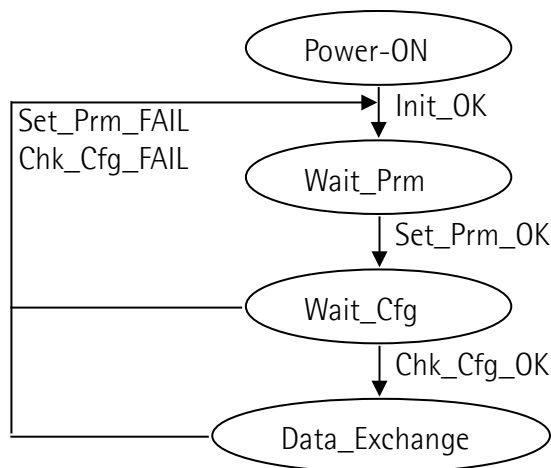 Power-ON
Init_OK
Set_Prm_FAIL
Chk_Cfg_FAIL
Wait_Prm
Set_Prm_OK
Wait_Cfg
Chk_Cfg_OK
Data_Exchange